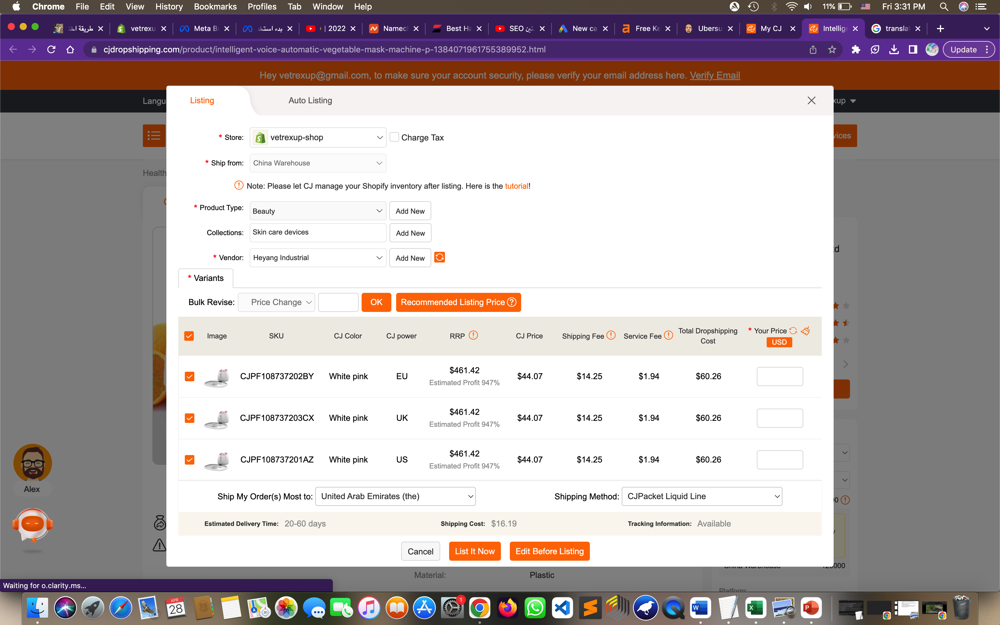 Chrome File Edit View History Bookmarks Profiles Tab Window Help 11% Fri 3:31 PM
طريقة اخ vetrexu Meta B بدء استخد | 2022 Namec Best Ha SEO New ca Free Ke Ubersu My CJ Intellig transla
cjdropshipping.com/product/intelligent-voice-automatic-vegetable-mask-machine-p-1384071961755389952.html Update
Hey vetrexup@gmail.com, to make sure your account security, please verify your email address here. Verify Email
Langu xup
Listing Auto Listing
* Store: vetrexup-shop Charge Tax
vices
* Ship from: China Warehouse
Health
Note: Please let CJ manage your Shopify inventory after listing. Here is the tutorial!
* Product Type: Beauty Add New
Collections: Skin care devices Add New
* Vendor: Heyang Industrial Add New
* Variants
Bulk Revise: Price Change OK Recommended Listing Price ?
Image SKU CJ Color CJ power RRP CJ Price Shipping Fee Service Fee Total Dropshipping Cost * Your Price USD
CJPF108737202BY White pink EU $461.42 $44.07 $14.25 $1.94 $60.26
Estimated Profit 947%
CJPF108737203CX White pink UK $461.42 $44.07 $14.25 $1.94 $60.26
Estimated Profit 947%
CJPF108737201AZ White pink US $461.42 $44.07 $14.25 $1.94 $60.26
Estimated Profit 947%
Alex
Ship My Order(s) Most to: United Arab Emirates (the) Shipping Method: CJPacket Liquid Line
Estimated Delivery Time: 20-60 days Shipping Cost: $16.19 Tracking Information: Available
Cancel List It Now Edit Before Listing
Material: Plastic
Waiting for o.clarity.ms...
APR
28
3D
1